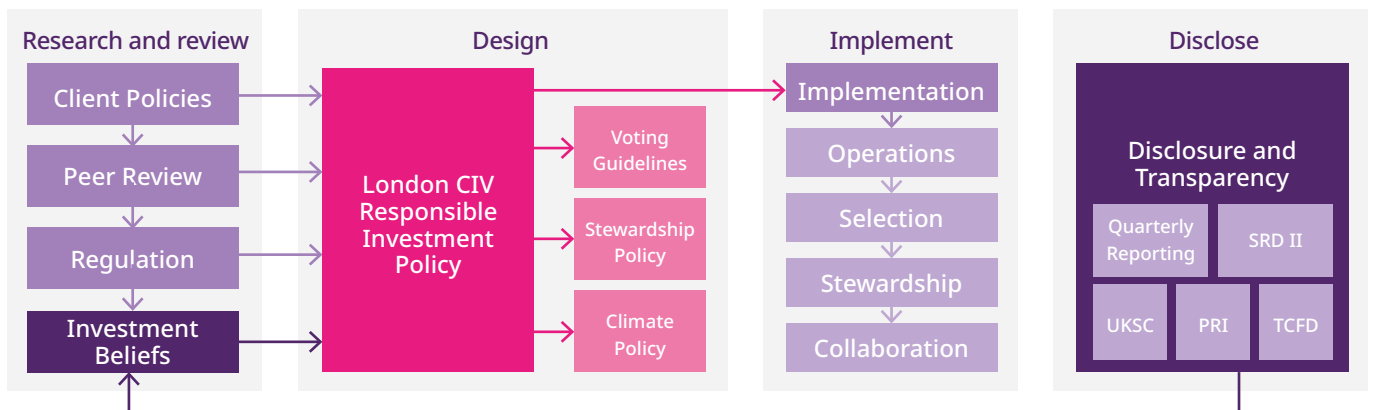 Research and review
Client Policies
Peer Review
Regulation
Investment
Beliefs
Design
London CIV
Responsible
Investment
Policy
Voting
Guidelines
Stewardship
Policy
Climate
Policy
Implement
Implementation
Operations
Selection
Stewardship
Collaboration
Disclose
Disclosure and
Transparency
Quarterly
Reporting
SRD II
UKSC
PRI
TCFD